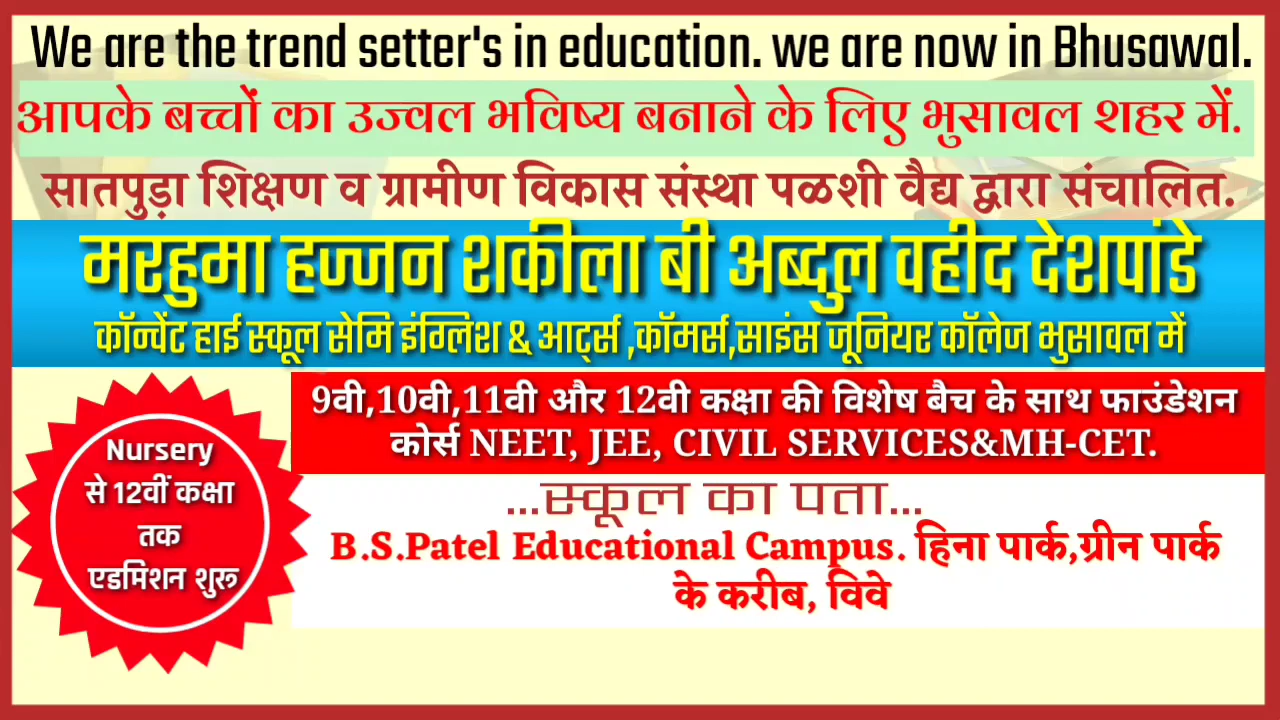 We are the trend setter's in education. we are now in Bhusawal.
आपके बच्चों का उज्वल भविष्य बनाने के लिए भुसावल शहर में.
सातपुड़ा शिक्षण व ग्रामीण विकास संस्था पळशी वैद्य द्वारा संचालित.
मरहुमा हज्जन शकीला बी अब्दुल वहीद देशपांडे
कॉन्वेंट हाई स्कूल सेमि इंग्लिश & आर्ट्स ,कॉमर्स,साइंस जूनियर कॉलेज भुसावल में
9वी,10वी,11वी और 12वी कक्षा की विशेष बैच के साथ फाउंडेशन
कोर्स NEET, JEE, CIVIL SERVICES&MH-CET.
Nursery
से 12वीं कक्षा
तक
एडमिशन शुरू
...स्कूल का पता...
B.S.Patel Educational Campus. हिना पार्क,ग्रीन पार्क
के करीब, विवे